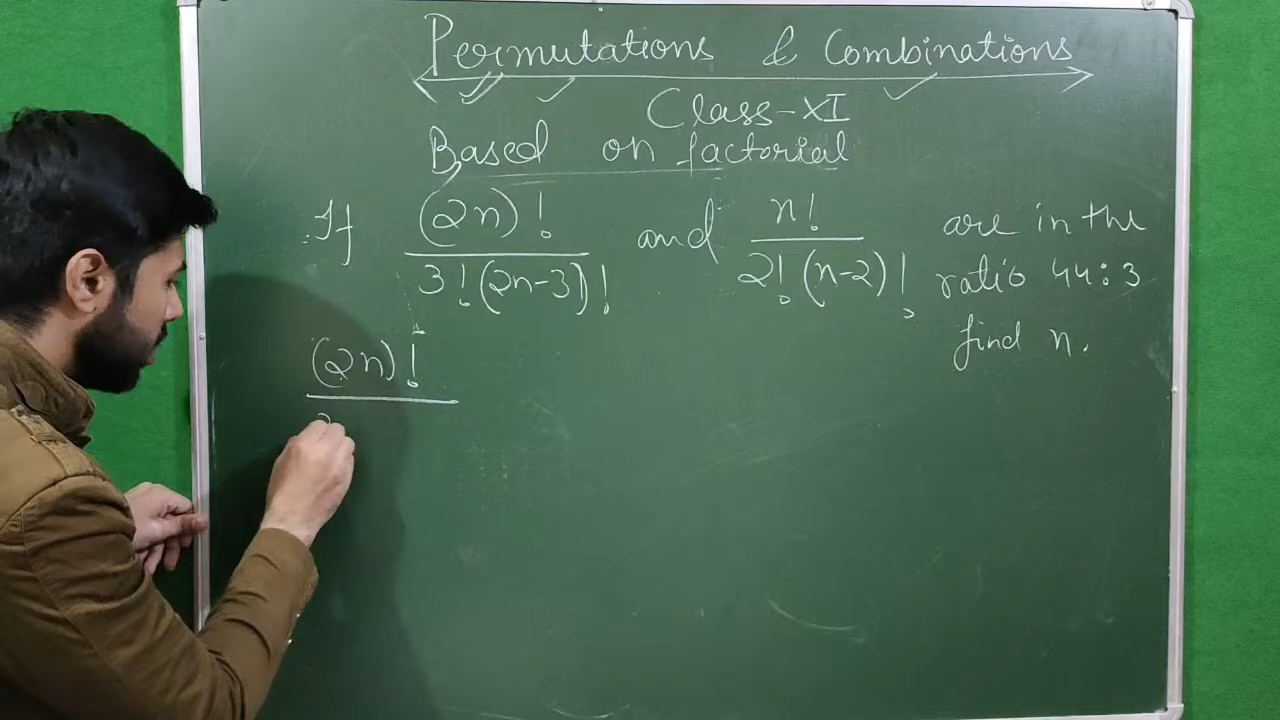 Permutations & Combinations
Class-XI
Based on factorial
If (2n)! / 3!(2n-3)! and n! / 2!(n-2)! are in the
ratio 44:3
find n.
(2n)!